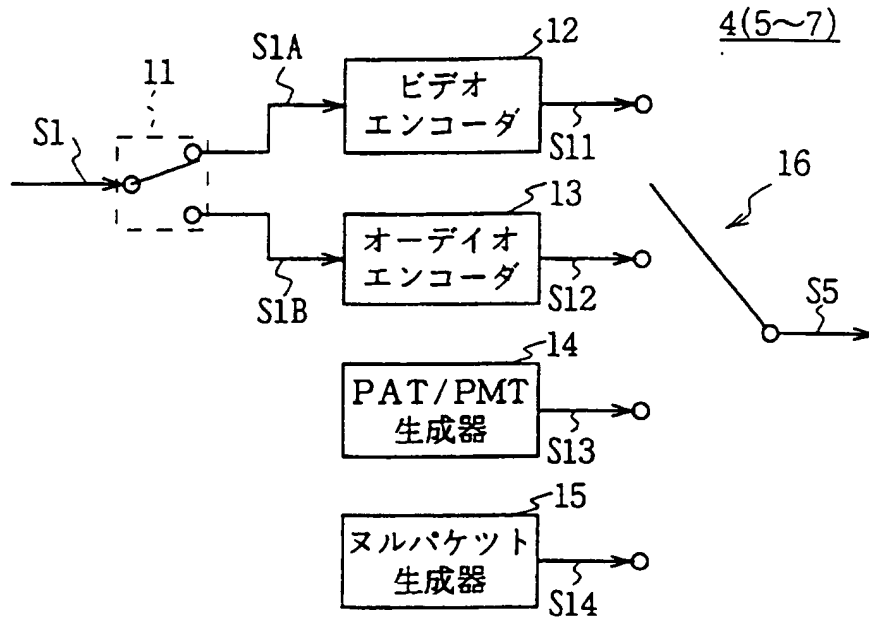 4(5〜7)
12
S1A
ビデオ
エンコーダ
S11
11
S1
16
13
オーデイオ
エンコーダ
S1B
S12
S5
14
PAT/PMT
生成器
S13
15
ヌルパケツト
生成器
S14